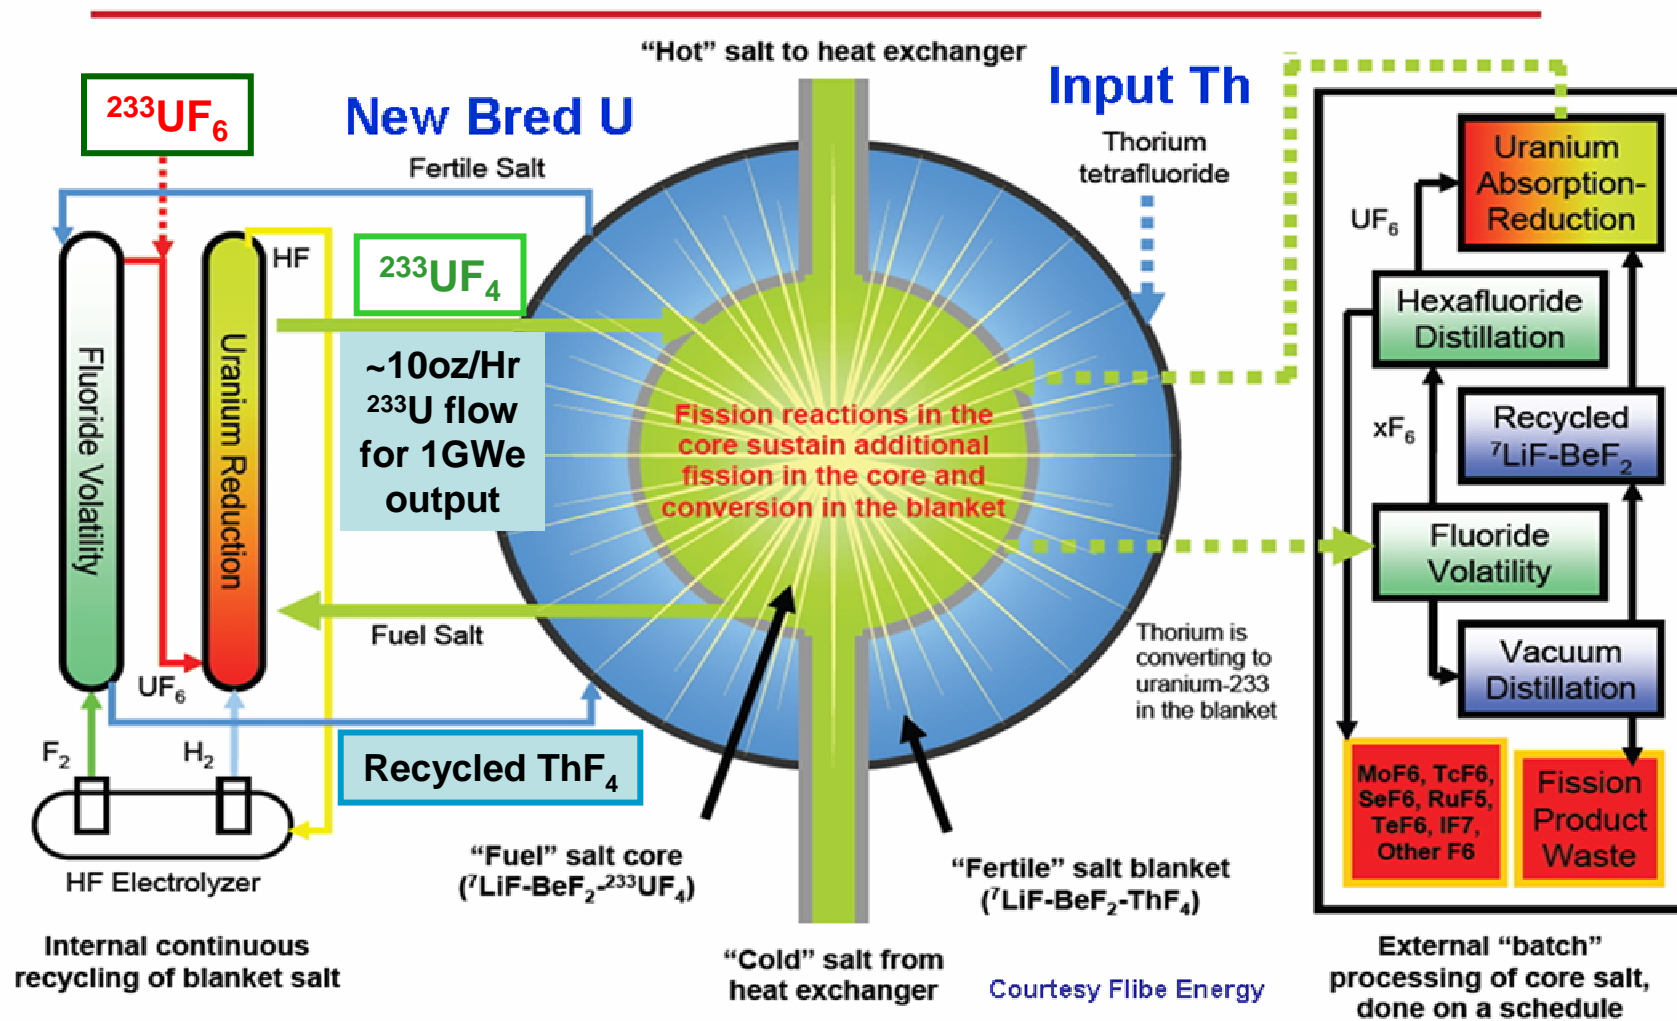 “Hot” salt to heat exchanger
²³³UF₆
New Bred U
Input Th
Fertile Salt
Thorium
tetrafluoride
HF
²³³UF₄
~10oz/Hr
²³³U flow
for 1GWe
output
Fluoride Volatility
Uranium Reduction
Fission reactions in the
core sustain additional
fission in the core and
conversion in the blanket
Fuel Salt
UF₆
F₂
H₂
Recycled ThF₄
HF Electrolyzer
Internal continuous
recycling of blanket salt
“Fuel” salt core
(⁷LiF-BeF₂-²³³UF₄)
“Fertile” salt blanket
(⁷LiF-BeF₂-ThF₄)
“Cold” salt from
heat exchanger
Courtesy Flibe Energy
Thorium is
converting to
uranium-233
in the blanket
Uranium
Absorption-
Reduction
UF₆
Hexafluoride
Distillation
xF₆
Recycled
⁷LiF-BeF₂
Fluoride
Volatility
Vacuum
Distillation
MoF6, TcF6,
SeF6, RuF5,
TeF6, IF7,
Other F6
Fission
Product
Waste
External “batch”
processing of core salt,
done on a schedule